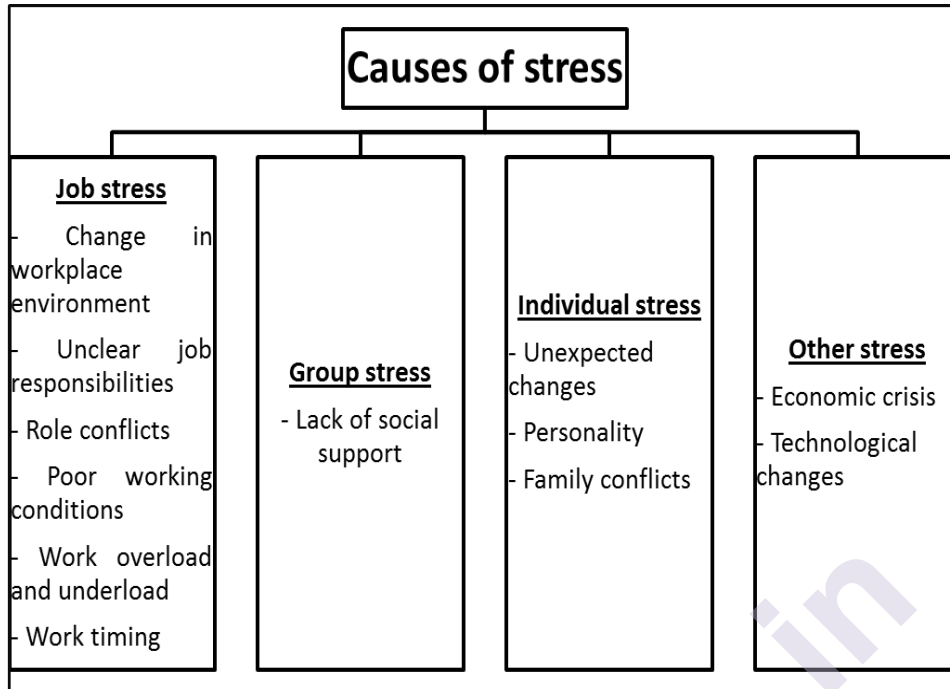 Causes of stress
Job stress
- Change in
workplace
environment
- Unclear job
responsibilities
- Role conflicts
- Poor working
conditions
- Work overload
and underload
- Work timing
Group stress
- Lack of social
support
Individual stress
- Unexpected
changes
- Personality
- Family conflicts
Other stress
- Economic crisis
- Technological
changes
in